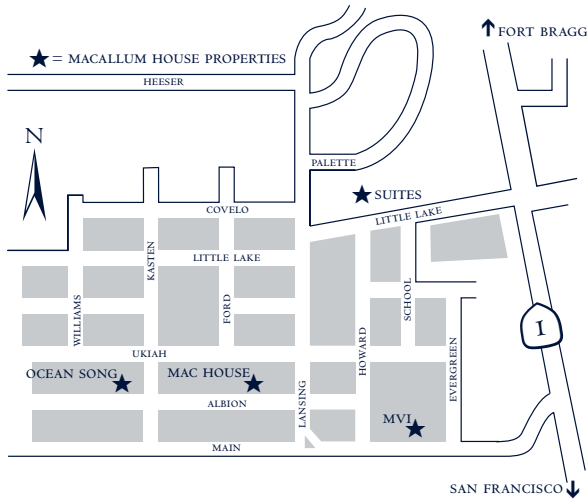 FORT BRAGG
= MACALLUM HOUSE PROPERTIES
HEESER
N
PALETTE
SUITES
COVELO
LITTLE LAKE
KASTEN
LITTLE LAKE
WILLIAMS
FORD
SCHOOL
1
UKIAH
HOWARD
EVERGREEN
OCEAN SONG
MAC HOUSE
LANSING
ALBION
MVI
MAIN
SAN FRANCISCO